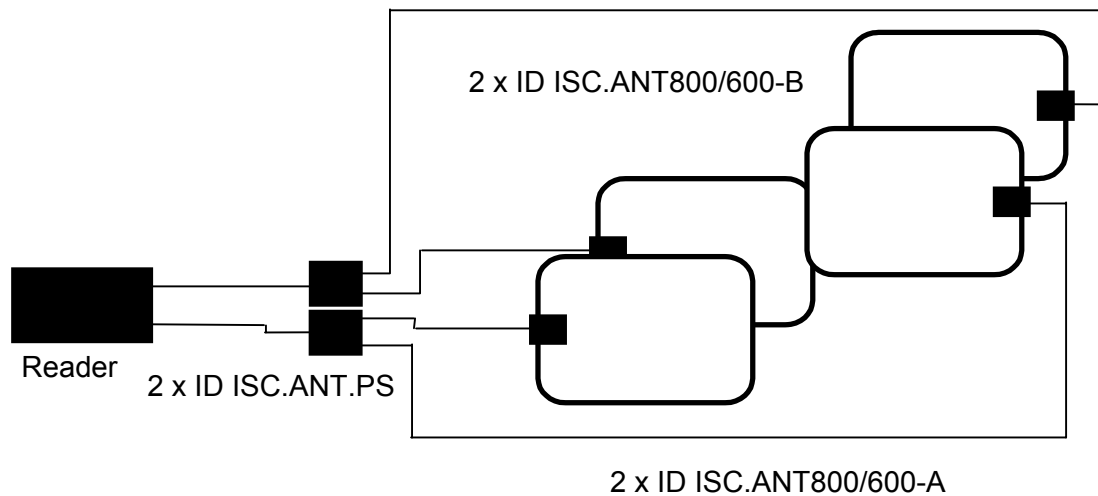 2 x ID ISC.ANT800/600-B
Reader
2 x ID ISC.ANT.PS
2 x ID ISC.ANT800/600-A